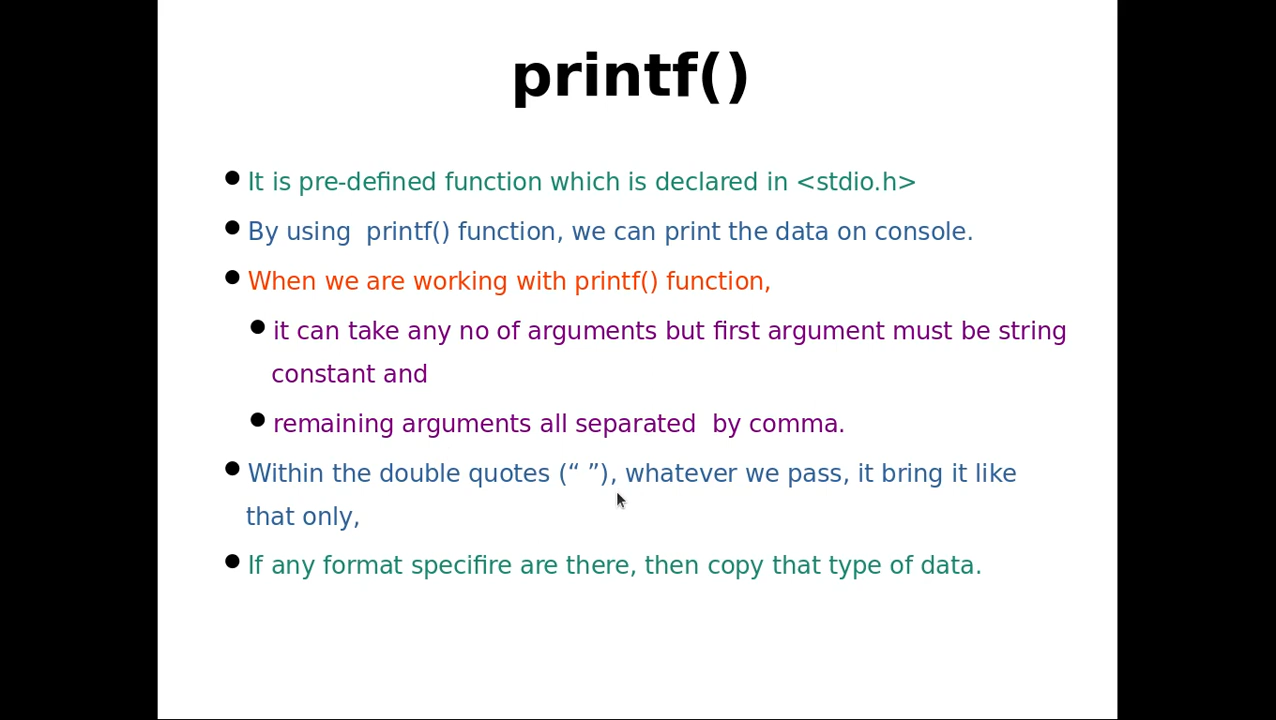 printf()
It is pre-defined function which is declared in <stdio.h>
By using  printf() function, we can print the data on console.
When we are working with printf() function,
it can take any no of arguments but first argument must be string
constant and
remaining arguments all separated  by comma.
Within the double quotes (“ ”), whatever we pass, it bring it like
that only,
If any format specifire are there, then copy that type of data.